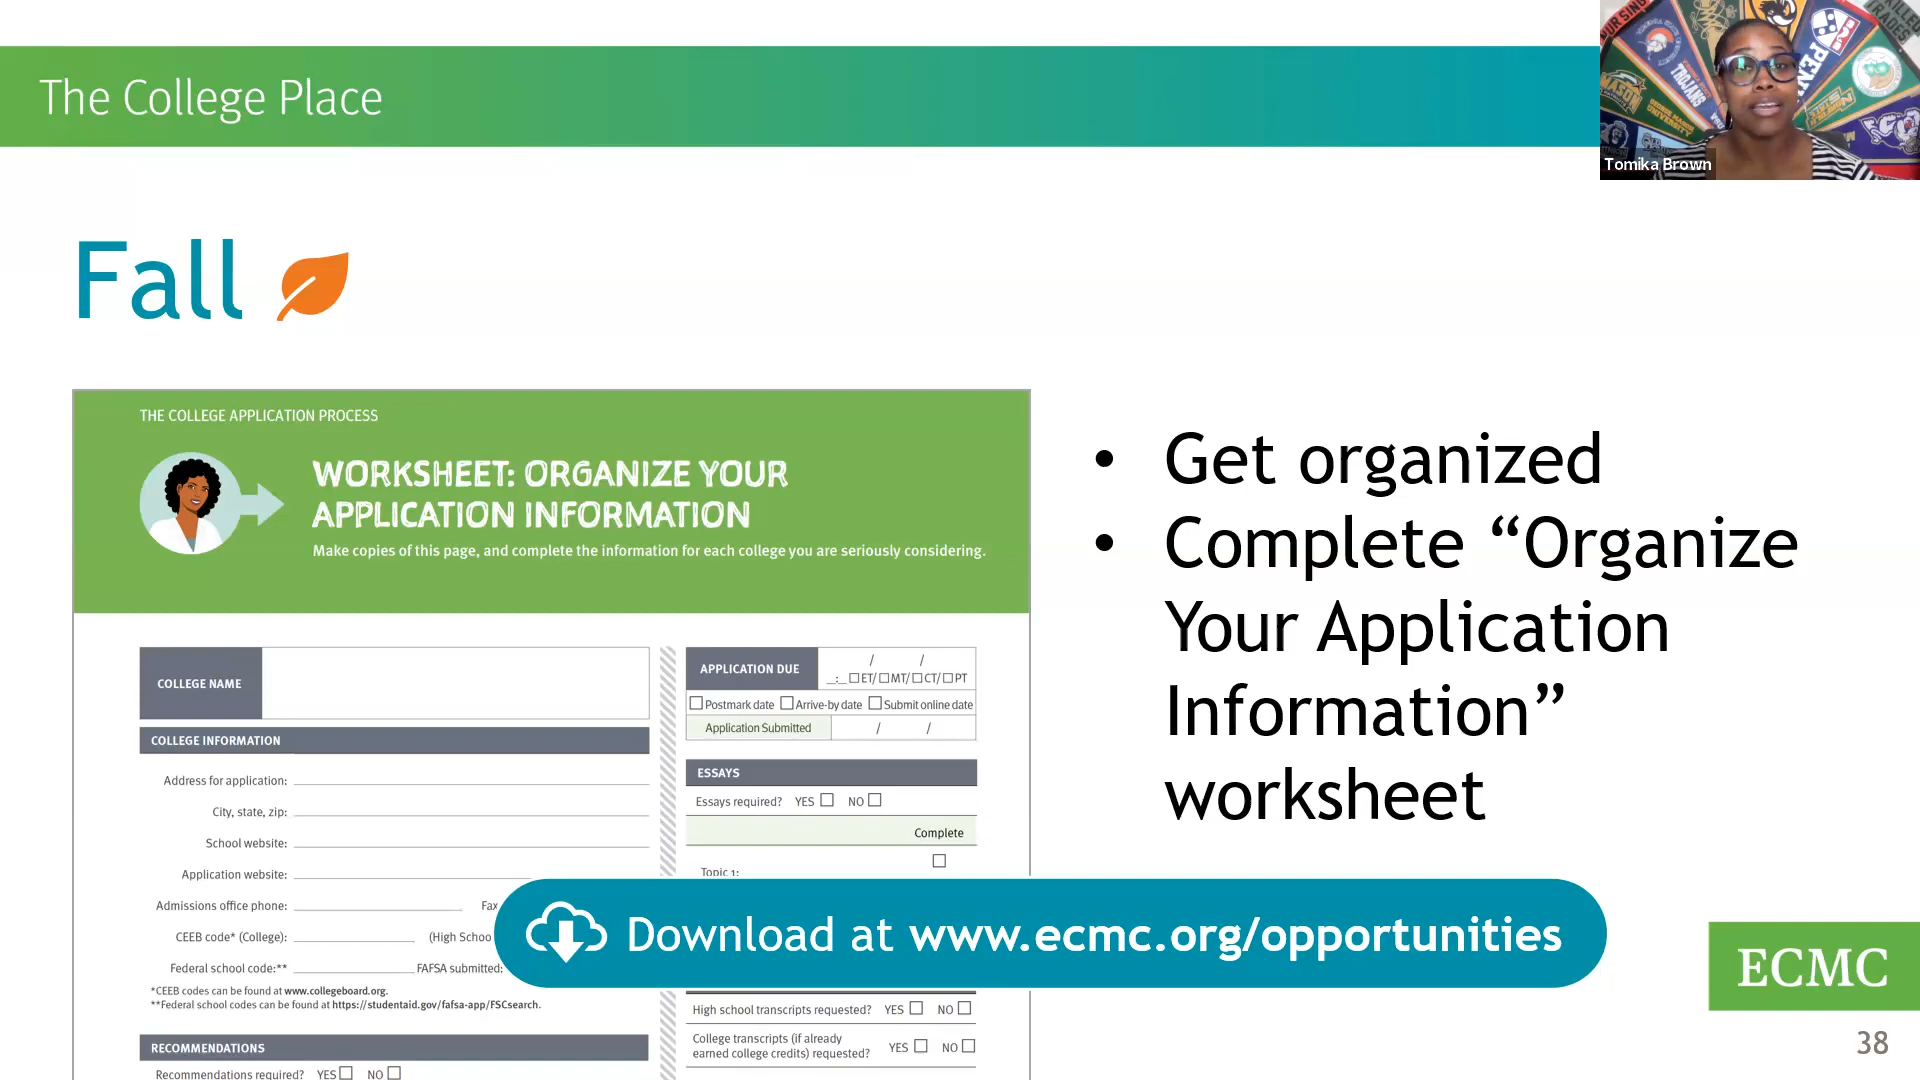 The College Place
Tomika Brown
TROJANS
MASON
GEORGE MASON
UNIVERSITY
PENN
Fall
THE COLLEGE APPLICATION PROCESS
WORKSHEET: ORGANIZE YOUR
APPLICATION INFORMATION
Make copies of this page, and complete the information for each college you are seriously considering.
COLLEGE NAME
COLLEGE INFORMATION
Address for application:
City, state, zip:
School website:
Application website:
Admissions office phone: Fax
CEEB code* (College): (High Schoo
Federal school code:** FAFSA submitted:
*CEEB codes can be found at www.collegeboard.org.
**Federal school codes can be found at https://studentaid.gov/fafsa-app/FSCsearch.
RECOMMENDATIONS
Recommendations required? YES NO
APPLICATION DUE / /
_:_ ET/ MT/ CT/ PT
Postmark date Arrive-by date Submit online date
Application Submitted / /
ESSAYS
Essays required? YES NO
Complete
Topic 1:
High school transcripts requested? YES NO
College transcripts (if already
earned college credits) requested? YES NO
• Get organized
• Complete “Organize
Your Application
Information”
worksheet
Download at www.ecmc.org/opportunities
ECMC
38